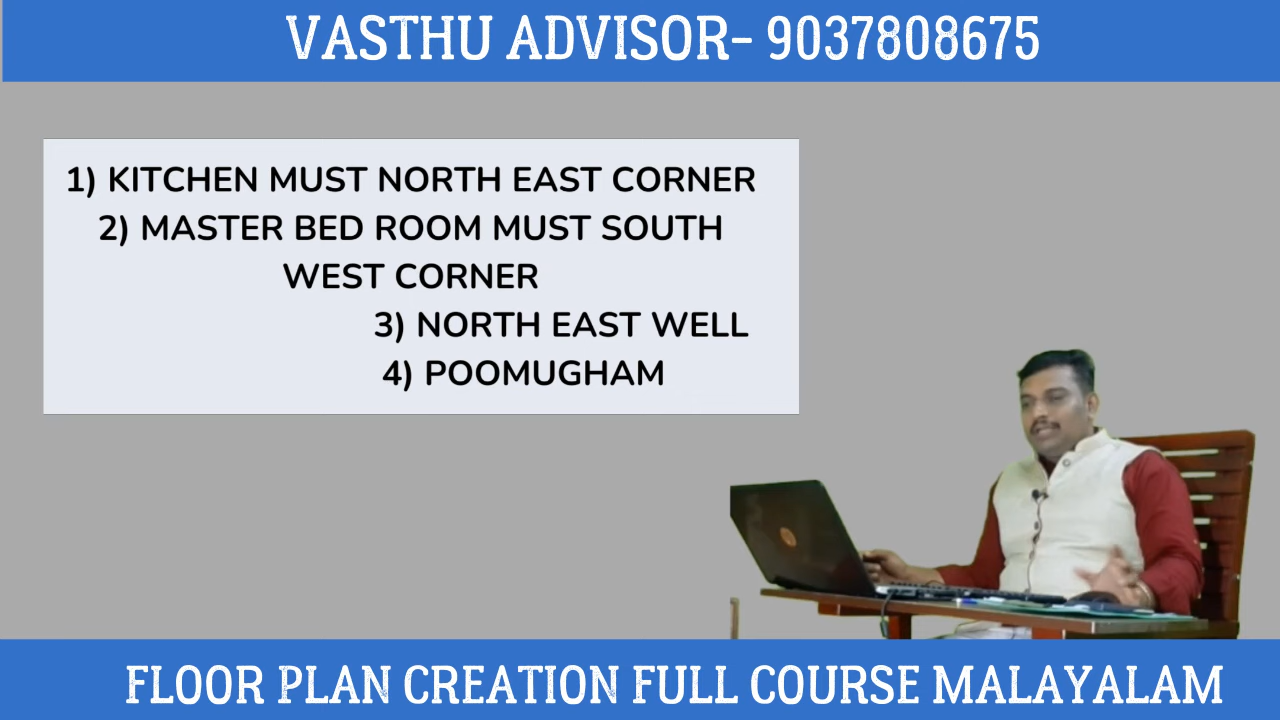 VASTHU ADVISOR- 9037808675
1) KITCHEN MUST NORTH EAST CORNER
2) MASTER BED ROOM MUST SOUTH
WEST CORNER
3) NORTH EAST WELL
4) POOMUGHAM
FLOOR PLAN CREATION FULL COURSE MALAYALAM